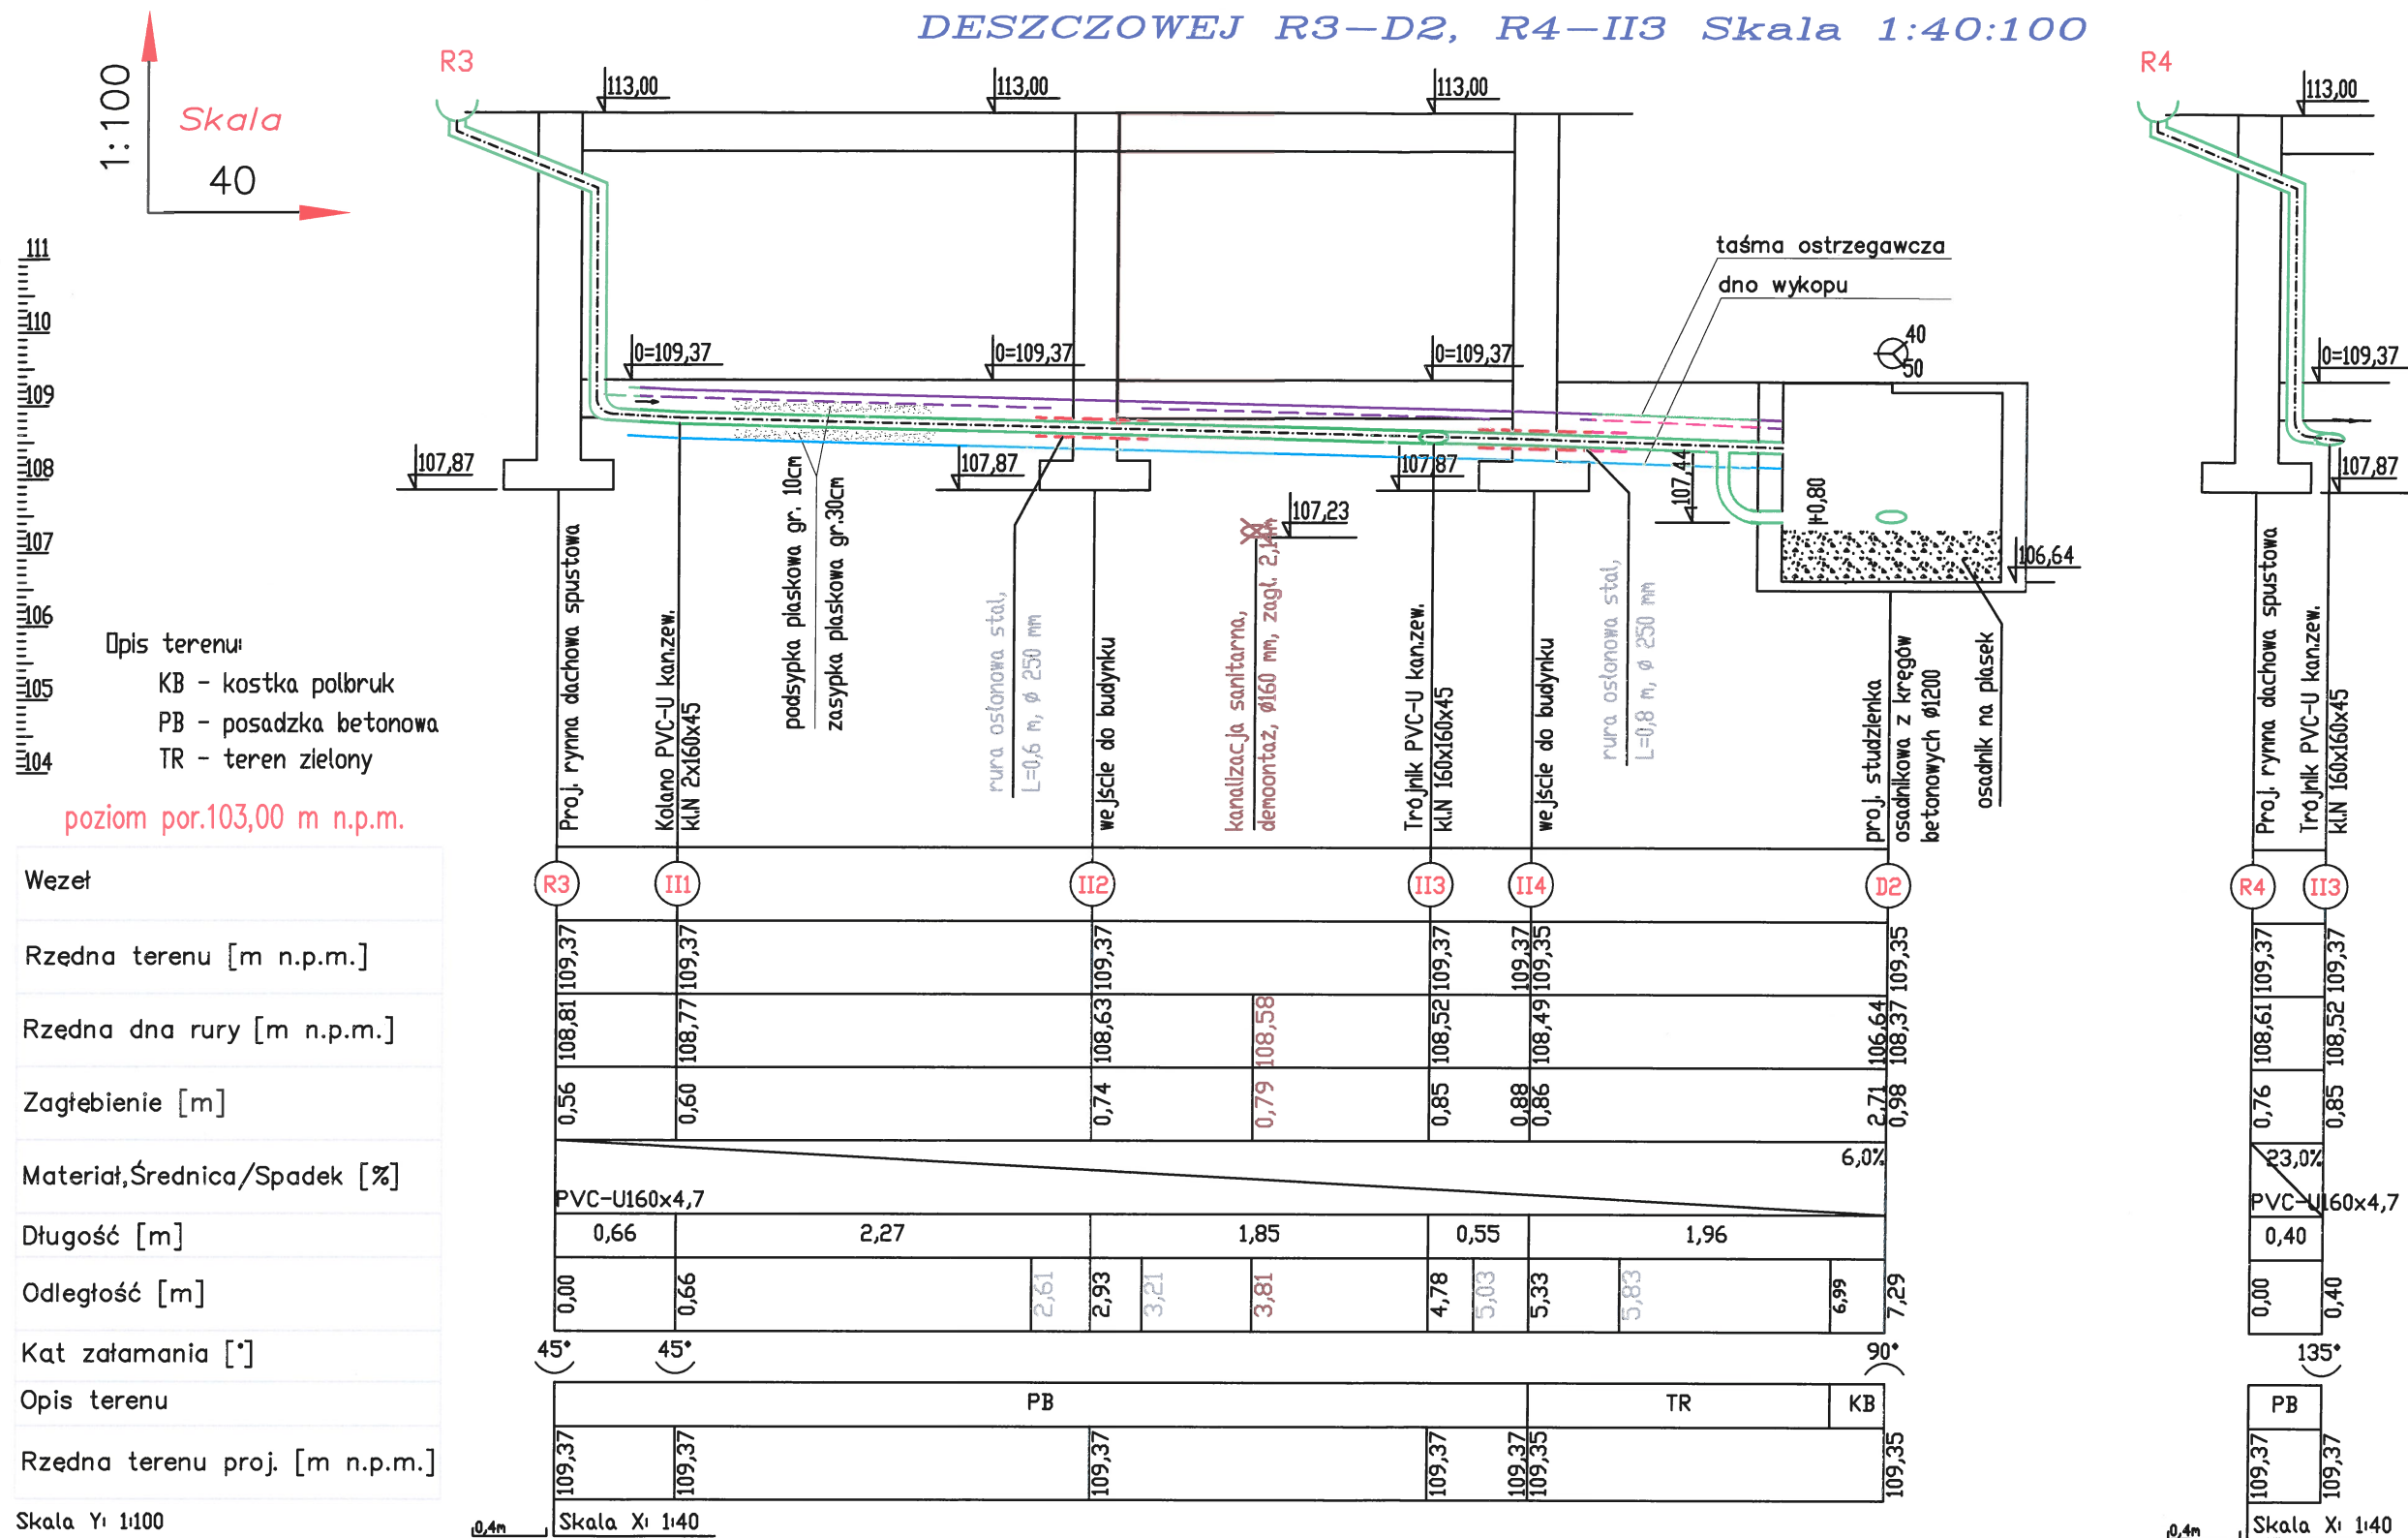 DESZCZOWEJ R3-D2, R4-II3 Skala 1:40:100
1:100
Skala
40
R3
113,00
113,00
113,00
R4
113,00
taśma ostrzegawcza
dno wykopu
40
50
0=109,37
0=109,37
0=109,37
0=109,37
111
110
109
108
107
106
105
104
107,87
107,87
107,87
107,44
+0,80
107,87
107,23
106,64
Opis terenu:
KB - kostka polbruk
PB - posadzka betonowa
TR - teren zielony
poziom por.103,00 m n.p.m.
Proj. rynna dachowa spustowa
Kolano PVC-U kan.zew.
kl.N 2x160x45
podsypka piaskowa gr. 10cm
zasypka piaskowa gr.30cm
rura osłonowa stal,
L=0,6 m, ø 250 mm
wejście do budynku
kanalizacja sanitarna,
demontaż, ø160 mm, zagł. 2,14m
Trójnik PVC-U kan.zew.
kl.N 160x160x45
wejście do budynku
rura osłonowa stal,
L=0,8 m, ø 250 mm
proj. studzienka
osadnikowa z kręgów
betonowych ø1200
osadnik na piasek
Proj. rynna dachowa spustowa
Trójnik PVC-U kan.zew.
kl.N 160x160x45
Węzeł
R3 II1 II2 II3 II4 D2 R4 II3
Rzędna terenu [m n.p.m.]
109,37 109,37 109,37 109,37 109,37 109,35 109,35 109,37 109,37
Rzędna dna rury [m n.p.m.]
108,81 108,77 108,63 108,58 108,52 108,49 106,64 108,37 108,61 108,52
Zagłebienie [m]
0,56 0,60 0,74 0,79 0,85 0,88 0,86 2,71 0,98 0,76 0,85
Materiał,Średnica/Spadek [%]
6,0%
PVC-U160x4,7
23,0%
PVC-U160x4,7
Długość [m]
0,66 2,27 1,85 0,55 1,96 0,40
Odległość [m]
0,00 0,66 2,61 2,93 3,21 3,81 4,78 5,03 5,33 5,83 6,99 7,29 0,00 0,40
Kąt załamania [°]
45° 45° 90° 135°
Opis terenu
PB TR KB PB
Rzędna terenu proj. [m n.p.m.]
109,37 109,37 109,37 109,37 109,37 109,35 109,35 109,37 109,37
Skala Y: 1:100
0,4m
Skala X: 1:40
0,4m
Skala X: 1:40